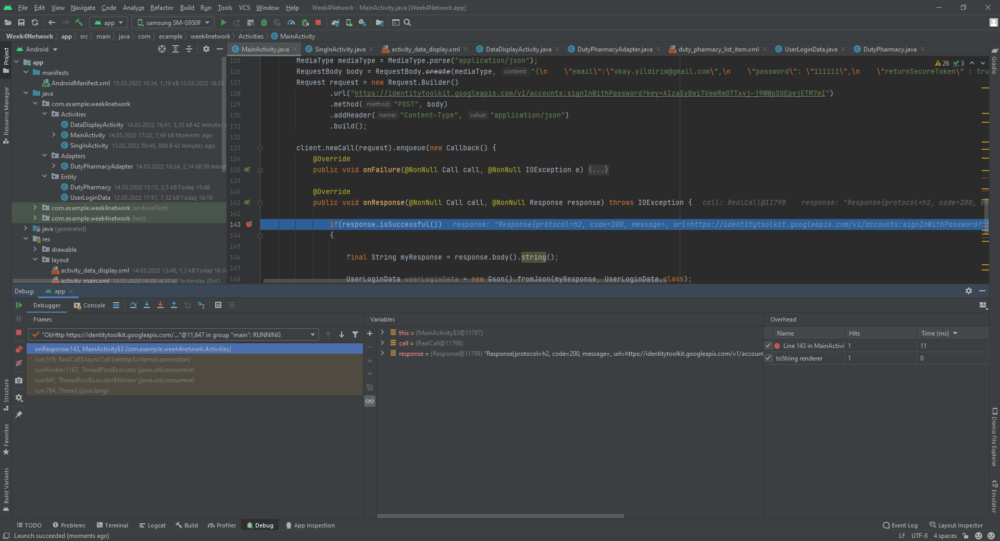 File Edit View Navigate Code Analyze Refactor Build Run Tools VCS Window Help Week4Network - MainActivity.java [Week4Network.app]
app samsung SM-G950F
Week4Network app src main java com example week4network Activities MainActivity
Project
Resource Manager
Structure
Favorites
Build Variants
Android
app
manifests
AndroidManifest.xml 13.03.2022 10:34, 1,19 kB 12.03.2022 18:26
java
com.example.week4network
Activities
DataDisplayActivity 14.03.2022 16:41, 3,35 kB 42 minutes a
MainActivity 14.03.2022 17:22, 7,49 kB Moments ago
SingInActivity 13.03.2022 00:48, 889 B 42 minutes ago
Adapters
DutyPharmacyAdapter 14.03.2022 16:24, 2,14 kB 58 minut
Entity
DutyPharmacy 14.03.2022 15:15, 2,5 kB Today 15:48
UserLoginData 12.03.2022 17:51, 7,32 kB Today 16:18
com.example.week4network (androidTest)
com.example.week4network (test)
java (generated)
res
drawable
layout
activity_data_display.xml 14.03.2022 15:48, 1,3 kB Today 16:18
activity_main.xml 13.03.2022 14:35, 4,17 kB Yesterday 20:41
MainActivity.java SingInActivity.java activity_data_display.xml DataDisplayActivity.java DutyPharmacyAdapter.java duty_pharmacy_list_item.xml UserLoginData.java DutyPharmacy.java
26 3
125 MediaType mediaType = MediaType.parse("application/json");
126 RequestBody body = RequestBody.create(mediaType, content: "{\n    \"email\":\"okay.yildirim@gmail.com\",\n    \"password\": \"111111\",\n    \"returnSecureToken\" : tru
127 Request request = new Request.Builder()
128 .url("https://identitytoolkit.googleapis.com/v1/accounts:signInWithPassword?key=AIzaSyBwi7VewRmOTTxyj-j9WWpSUEpejETM7mI")
129 .method( method: "POST", body)
130 .addHeader( name: "Content-Type", value: "application/json")
131 .build();
132
133 client.newCall(request).enqueue(new Callback() {
134 @Override
135 public void onFailure(@NonNull Call call, @NonNull IOException e) {...}
139
140 @Override
141 public void onResponse(@NonNull Call call, @NonNull Response response) throws IOException { call: RealCall@11798 response: "Response{protocol=h2, code=200, me
142
143 if(response.isSuccessful()) response: "Response{protocol=h2, code=200, message=, url=https://identitytoolkit.googleapis.com/v1/accounts:signInWithPassword?k
144 {
145
146 final String myResponse = response.body().string();
147
148 UserLoginData userLoginData = new Gson().fromJson(myResponse, UserLoginData.class);
Gradle
Device File Explorer
Emulator
Debug: app
Debugger Console
Frames
"OkHttp https://identitytoolkit.googleapis.com/..."@11,647 in group "main": RUNNING
onResponse:143, MainActivity$3 (com.example.week4network.Activities)
run:519, RealCall$AsyncCall (okhttp3.internal.connection)
runWorker:1167, ThreadPoolExecutor (java.util.concurrent)
run:641, ThreadPoolExecutor$Worker (java.util.concurrent)
run:764, Thread (java.lang)
Variables
this = {MainActivity$3@11797}
call = {RealCall@11798}
response = {Response@11799} "Response{protocol=h2, code=200, message=, url=https://identitytoolkit.googleapis.com/v1/account
Overhead
Name Hits Time (ms)
Line 143 in MainActivit 1 11
toString renderer 1 0
TODO Problems Terminal Logcat Build Profiler Debug App Inspection Event Log Layout Inspector
Launch succeeded (moments ago) LF UTF-8 4 spaces